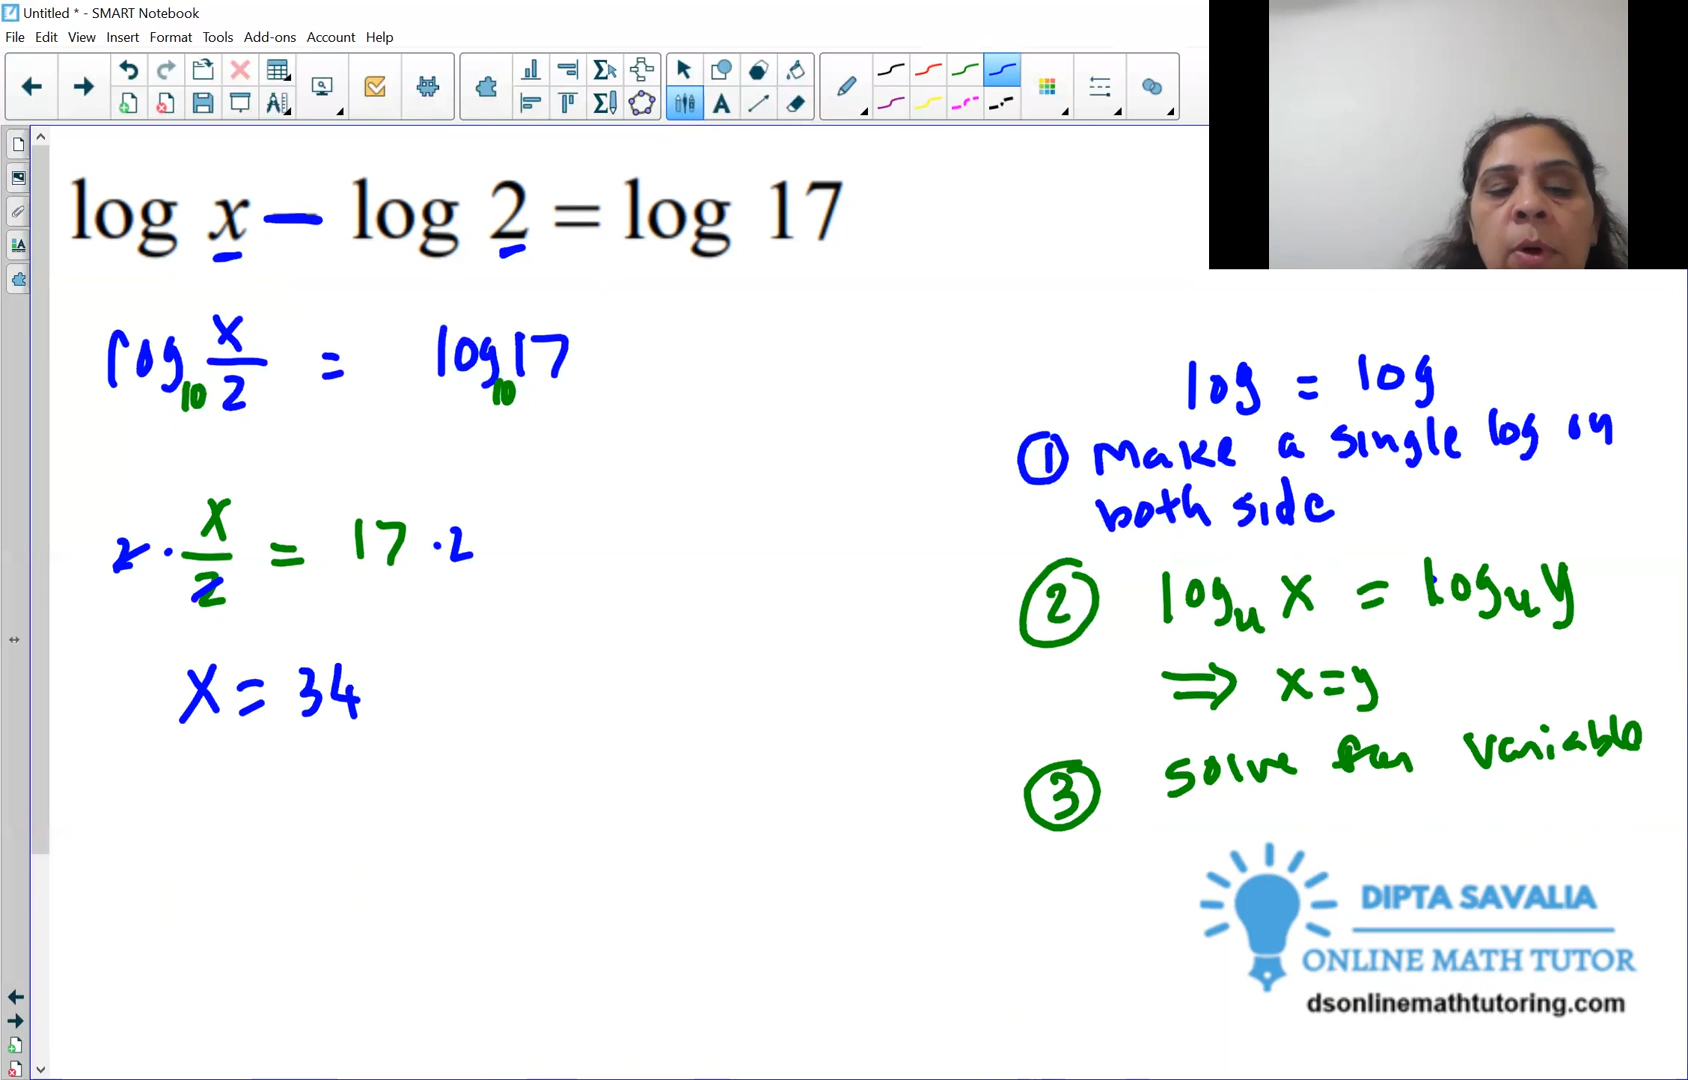 Untitled * - SMART Notebook
File Edit View Insert Format Tools Add-ons Account Help
log x − log 2 = log 17
log₁₀ x/2 = log₁₀ 17
2 · x/2 = 17 · 2
x = 34
log = log
① Make a single log on
both side
② logᵤ x = logᵤ y
⟹ x = y
③ solve for variable
DIPTA SAVALIA
ONLINE MATH TUTOR
dsonlinemathtutoring.com